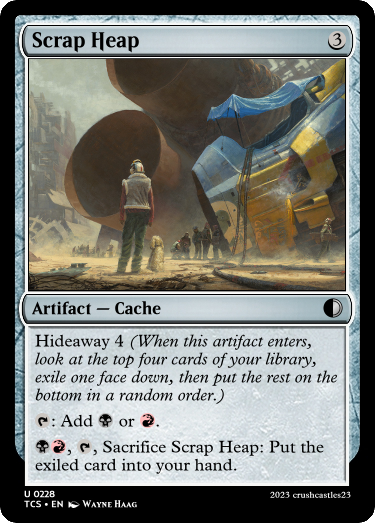 Scrap Heap 3
Artifact — Cache
Hideaway 4 (When this artifact enters,
look at the top four cards of your library,
exile one face down, then put the rest on the
bottom in a random order.)
: Add or .
, , Sacrifice Scrap Heap: Put the
exiled card into your hand.
U 0228
TCS • EN Wayne Haag
2023 crushcastles23